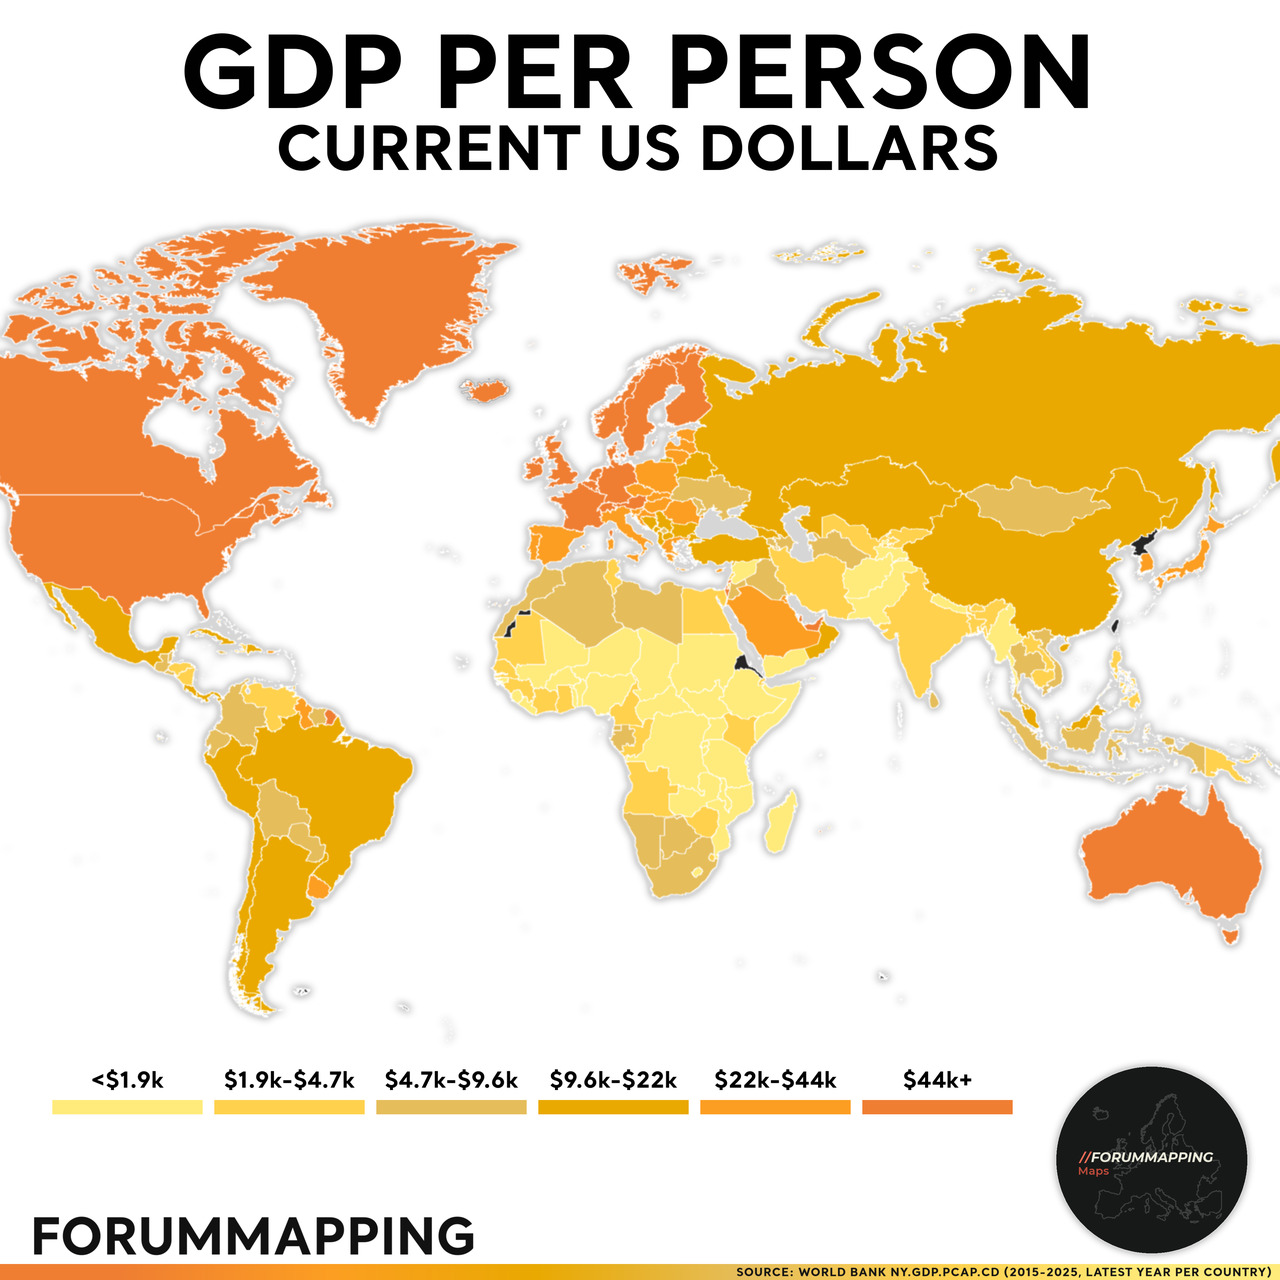 GDP PER PERSON
CURRENT US DOLLARS
<$1.9k $1.9k-$4.7k $4.7k-$9.6k $9.6k-$22k $22k-$44k $44k+
//FORUMMAPPING
Maps
FORUMMAPPING
SOURCE: WORLD BANK NY.GDP.PCAP.CD (2015-2025, LATEST YEAR PER COUNTRY)